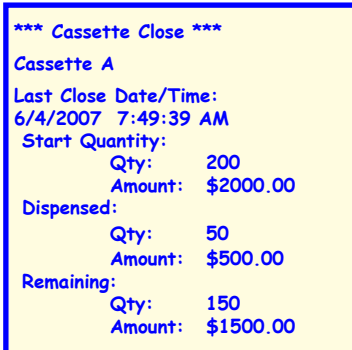 *** Cassette Close ***
Cassette A
Last Close Date/Time:
6/4/2007 7:49:39 AM
Start Quantity:
Qty: 200
Amount: $2000.00
Dispensed:
Qty: 50
Amount: $500.00
Remaining:
Qty: 150
Amount: $1500.00